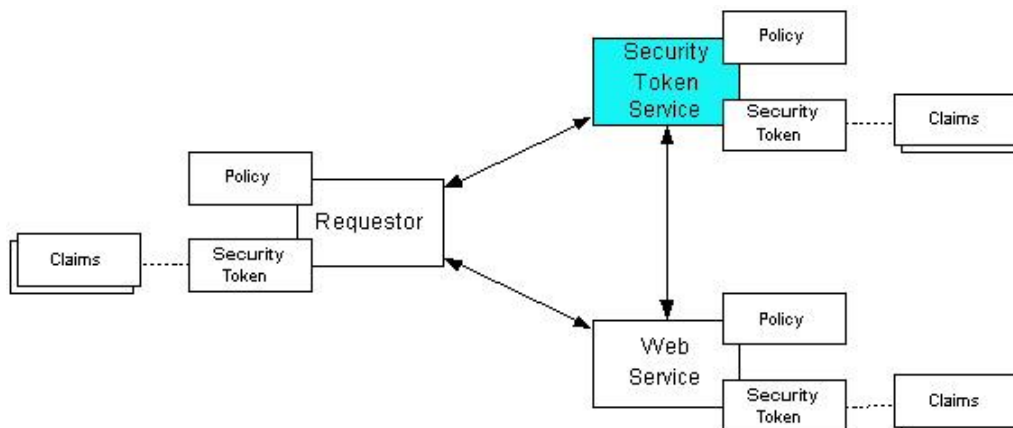 Policy
Security
Token
Service
Security
Token
Claims
Policy
Requestor
Claims
Security
Token
Policy
Web
Service
Security
Token
Claims